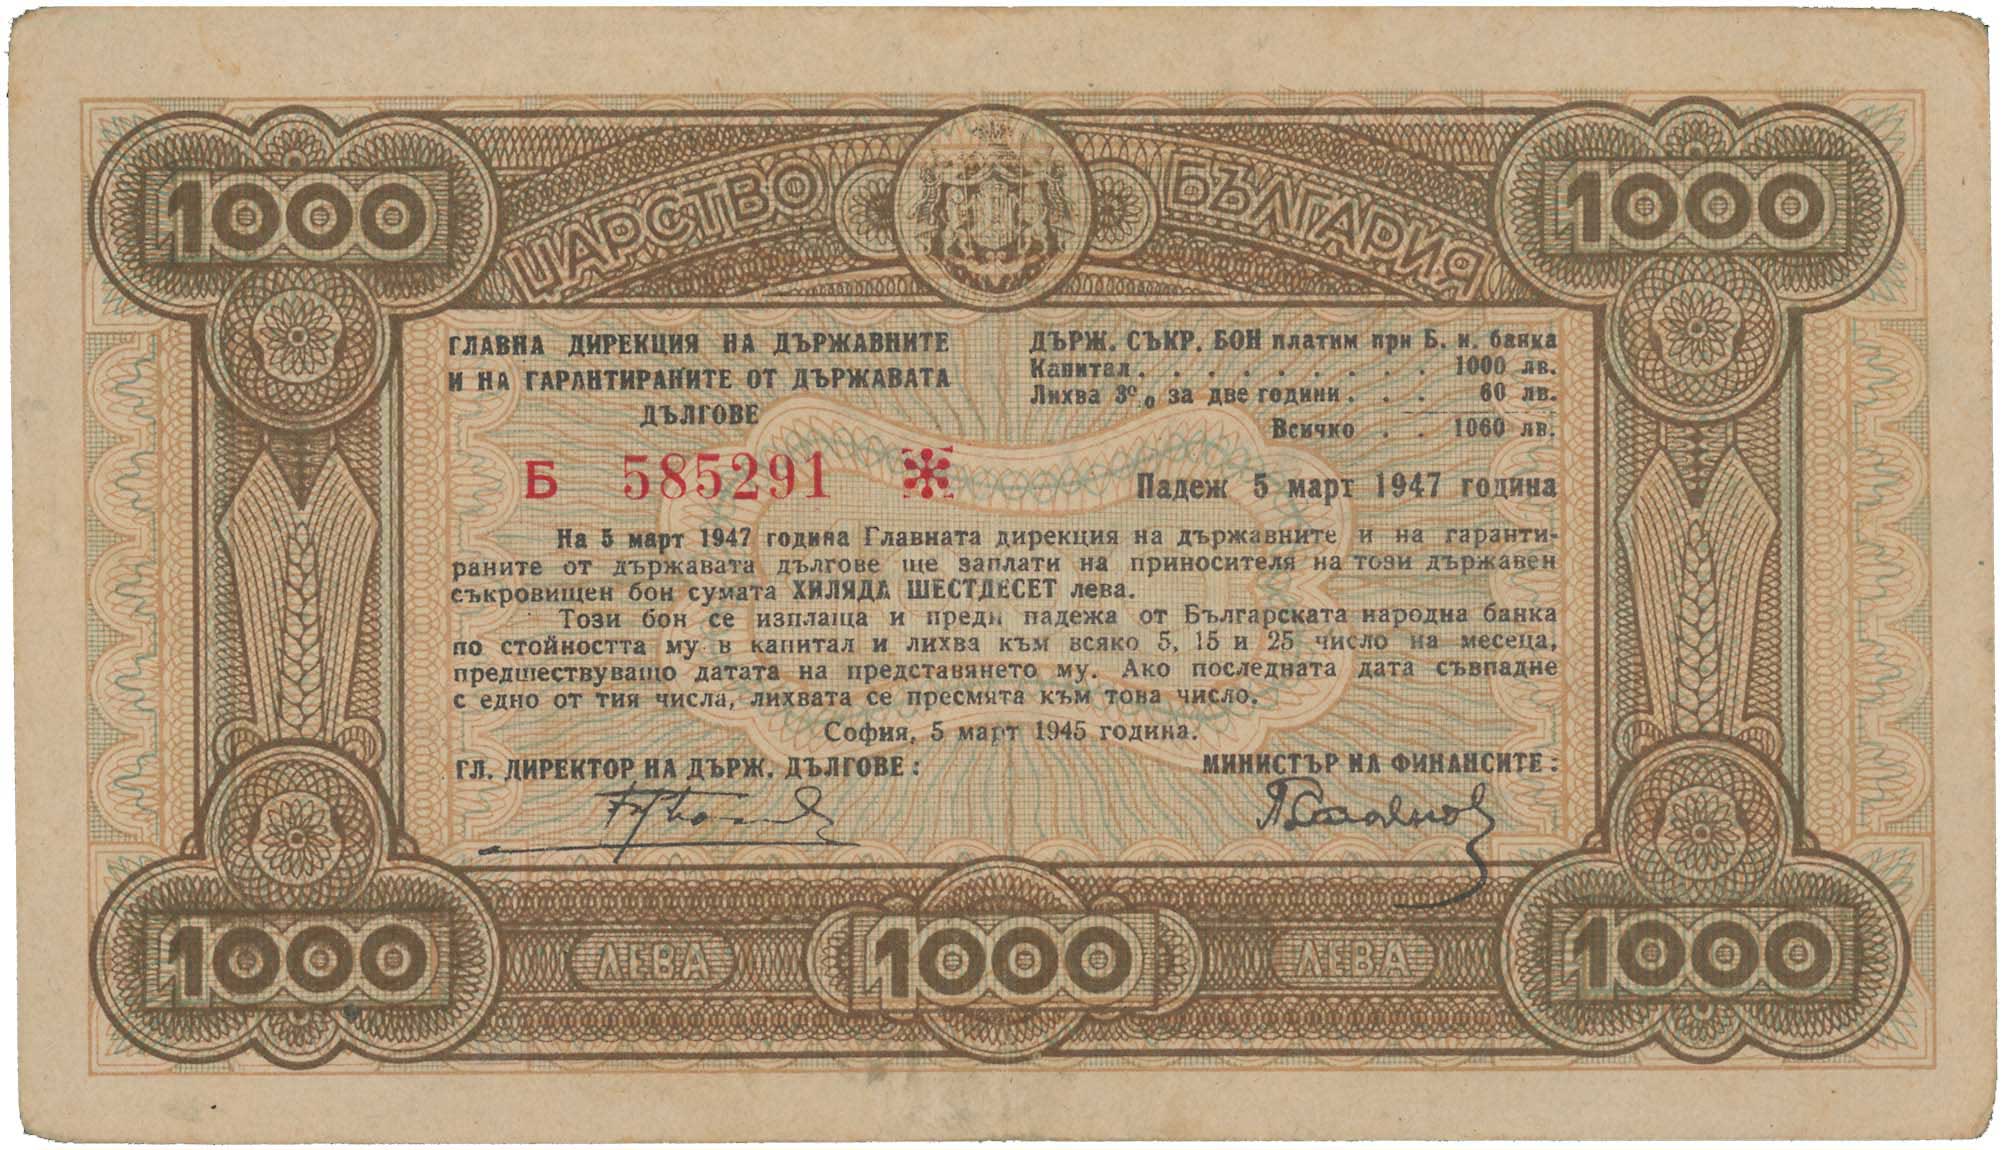 1000
ЦАРСТВО БЪЛГАРИЯ
1000
ГЛАВНА ДИРЕКЦИЯ НА ДЪРЖАВНИТЕ
И НА ГАРАНТИРАНИТЕ ОТ ДЪРЖАВАТА
ДЪЛГОВЕ
Б 585291
ДЪРЖ. СЪКР. БОН платим при Б. н. банка
Капитал . . . . . . . . . 1000 лв.
Лихва 3% за две години . . . 60 лв.
Всичко . . 1060 лв.
Падеж 5 март 1947 година
На 5 март 1947 година Главната дирекция на държавните и на гаранти-
раните от държавата дългове ще заплати на приносителя на този държавен
съкровищен бон сумата ХИЛЯДА ШЕСТДЕСЕТ лева.
Този бон се изплаща и преди падежа от Българската народна банка
по стойността му в капитал и лихва към всяко 5, 15 и 25 число на месеца,
предшествуващо датата на представянето му. Ако последната дата съвпадне
с едно от тия числа, лихвата се пресмята към това число.
София, 5 март 1945 година.
ГЛ. ДИРЕКТОР НА ДЪРЖ. ДЪЛГОВЕ:
МИНИСТЪР НА ФИНАНСИТЕ:
1000
ЛЕВА
1000
ЛЕВА
1000